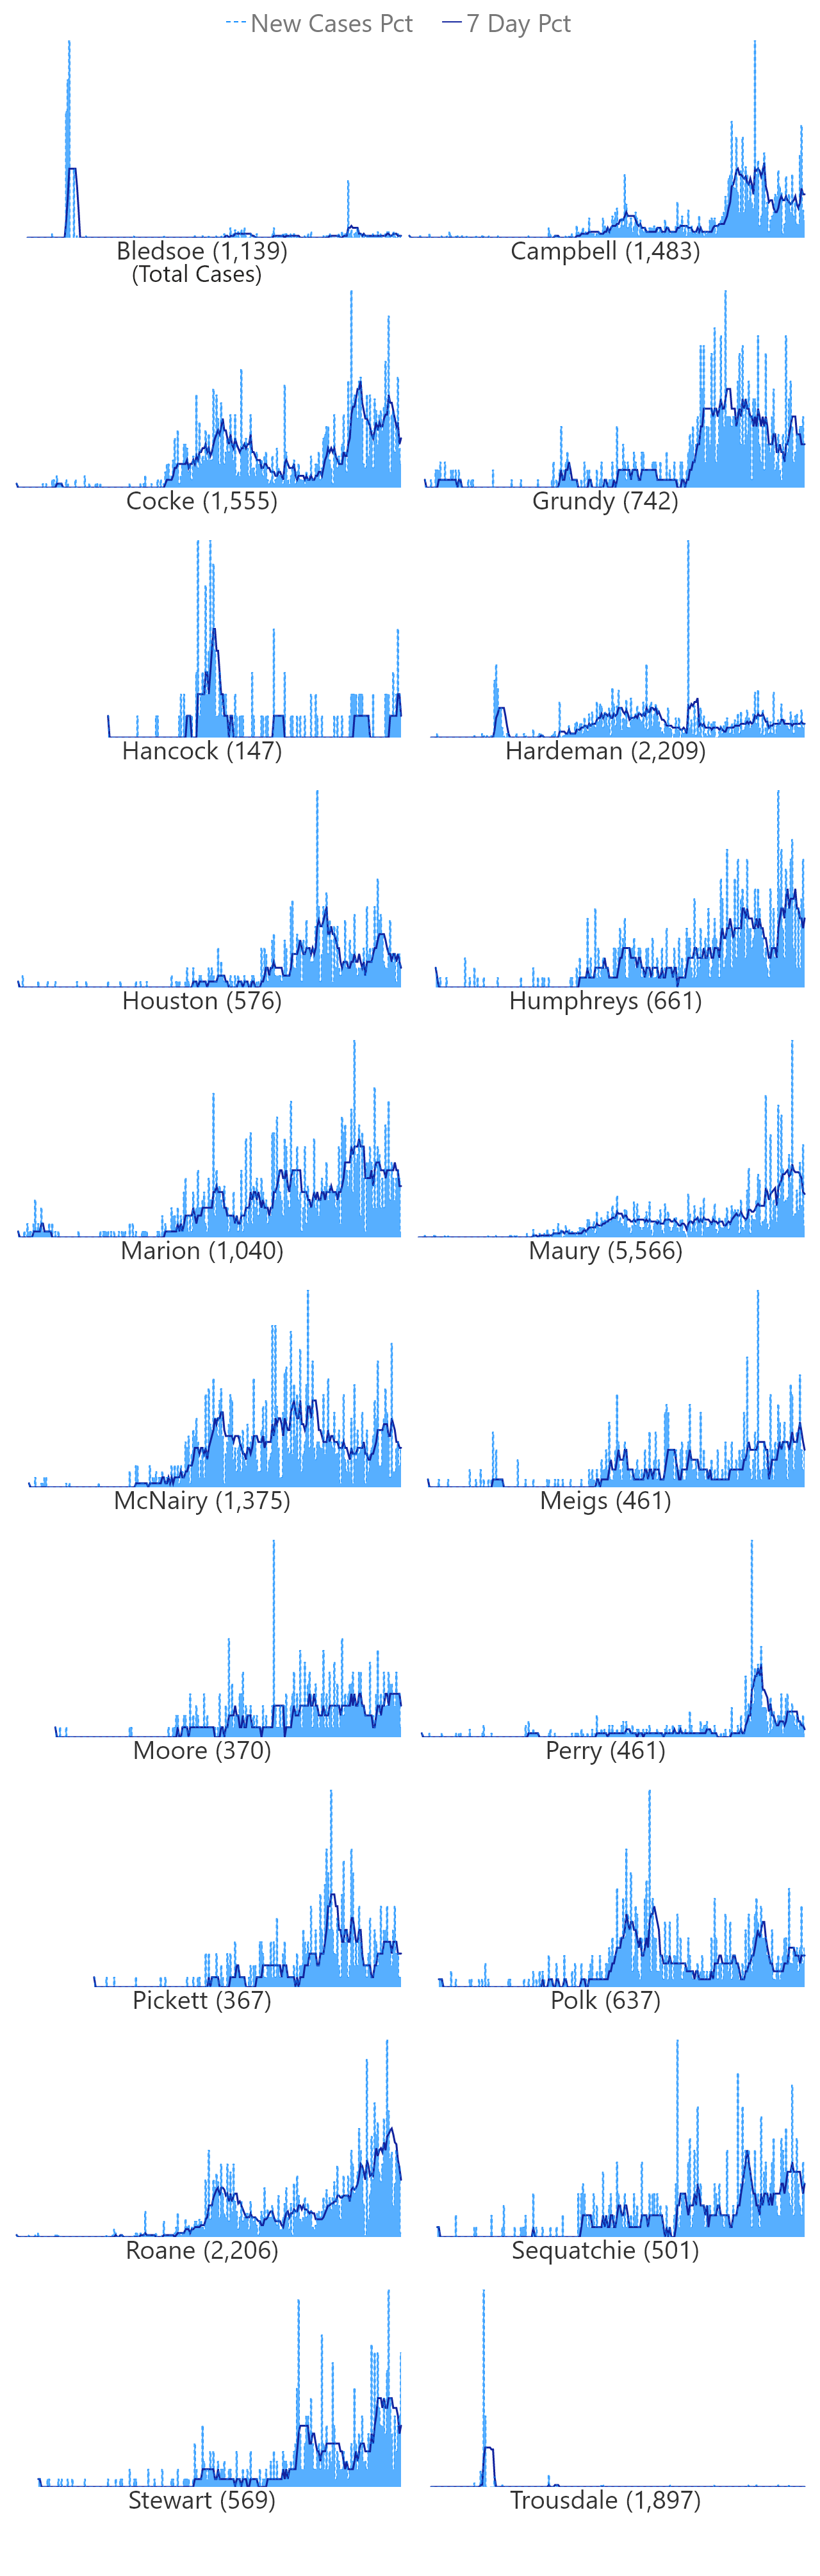 New Cases Pct 7 Day Pct
Bledsoe (1,139) Campbell (1,483)
(Total Cases)
Cocke (1,555) Grundy (742)
Hancock (147) Hardeman (2,209)
Houston (576) Humphreys (661)
Marion (1,040) Maury (5,566)
McNairy (1,375) Meigs (461)
Moore (370) Perry (461)
Pickett (367) Polk (637)
Roane (2,206) Sequatchie (501)
Stewart (569) Trousdale (1,897)